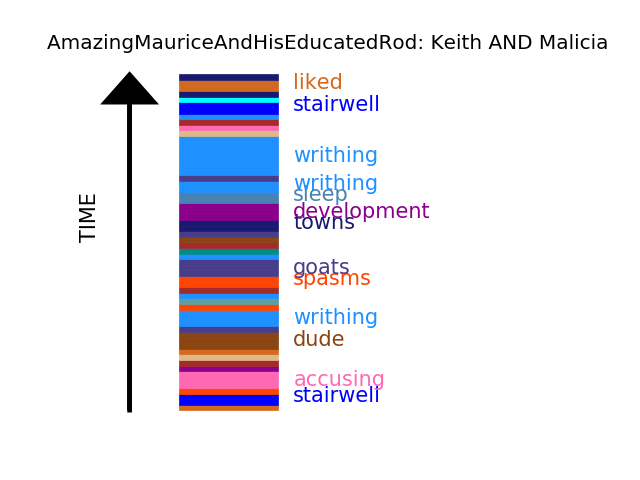 AmazingMauriceAndHisEducatedRod: Keith AND Malicia
liked
stairwell
writhing
writhing
sleep
development
towns
goats
spasms
writhing
dude
accusing
stairwell
TIME